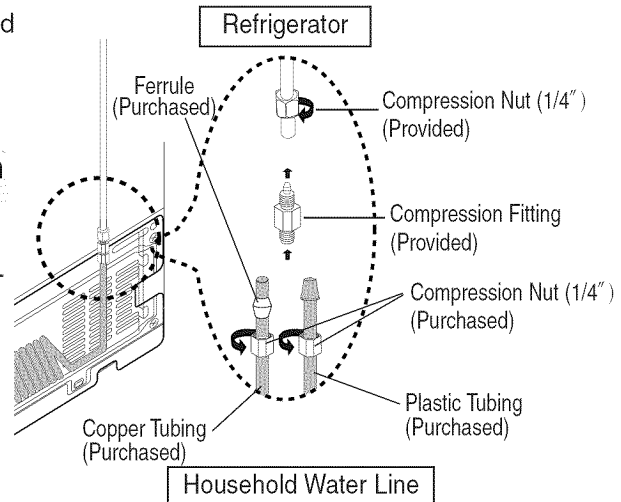 d
Refrigerator
Ferrule
(Purchased)
Compression Nut (1/4″)
(Provided)
Compression Fitting
(Provided)
Compression Nut (1/4″)
(Purchased)
Plastic Tubing
(Purchased)
Copper Tubing
(Purchased)
Household Water Line